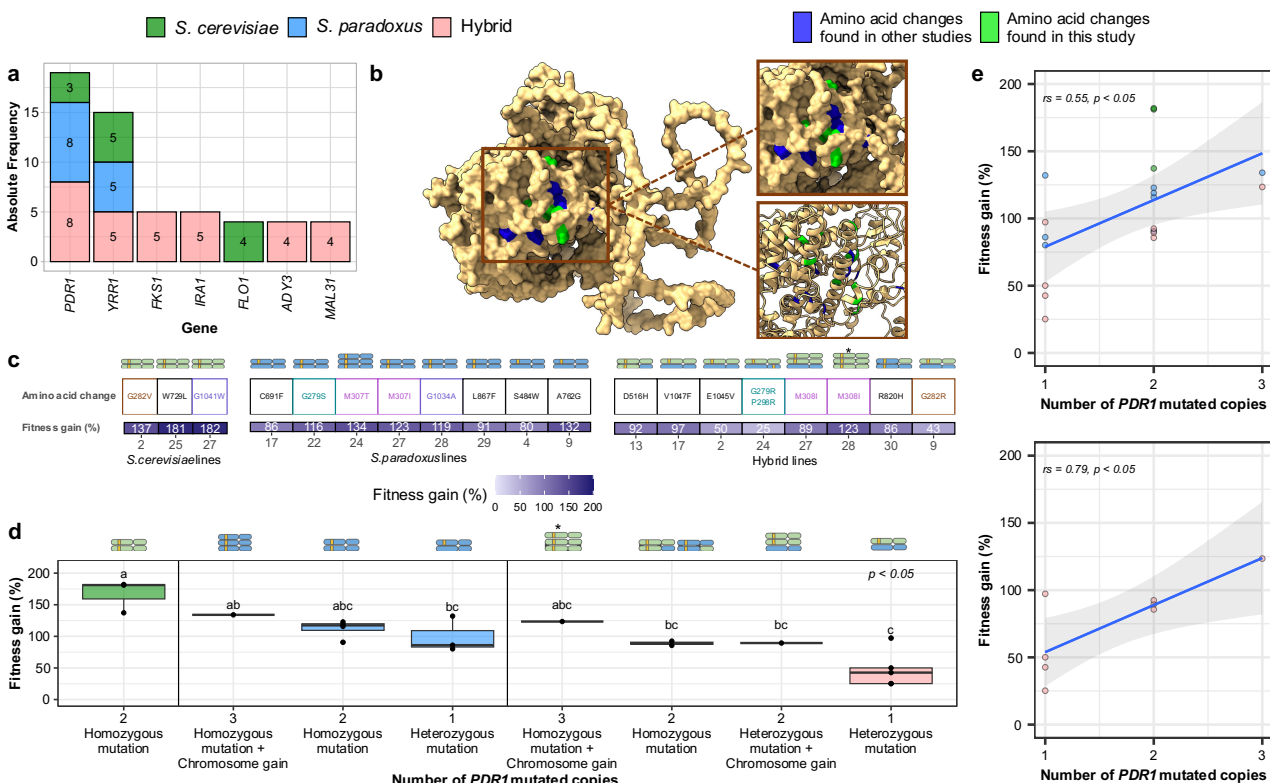 S. cerevisiae S. paradoxus Hybrid
Amino acid changes found in other studies
Amino acid changes found in this study
a
Absolute Frequency
15
10
5
0
3
8
8
5
5
5
5
5
4
4
4
PDR1 YRR1 FKS1 IRA1 FLO1 ADY3 MAL31
Gene
b
c
*
Amino acid change
G282V W729L G1041W
C691F G279S M307T M307I G1034A L867F S484W A762G
D516H V1047F E1045V G279R P298R M308I M308I R820H G282R
Fitness gain (%)
137 181 182
86 116 134 123 119 91 80 132
92 97 50 25 89 123 86 43
2 25 27
17 22 24 27 28 29 4 9
13 17 2 24 27 28 30 9
S.cerevisiaelines
S.paradoxuslines
Hybrid lines
Fitness gain (%)
0 50 100 150 200
d
*
Fitness gain (%)
200
150
100
50
0
a ab abc bc abc bc bc c
p < 0.05
2 3 2 1 3 2 2 1
Homozygous mutation
Homozygous mutation + Chromosome gain
Homozygous mutation
Heterozygous mutation
Homozygous mutation + Chromosome gain
Homozygous mutation
Heterozygous mutation + Chromosome gain
Heterozygous mutation
Number of PDR1 mutated copies
e
Fitness gain (%)
200
150
100
50
0
rs = 0.55, p < 0.05
1 2 3
Number of PDR1 mutated copies
Fitness gain (%)
200
150
100
50
0
rs = 0.79, p < 0.05
1 2 3
Number of PDR1 mutated copies